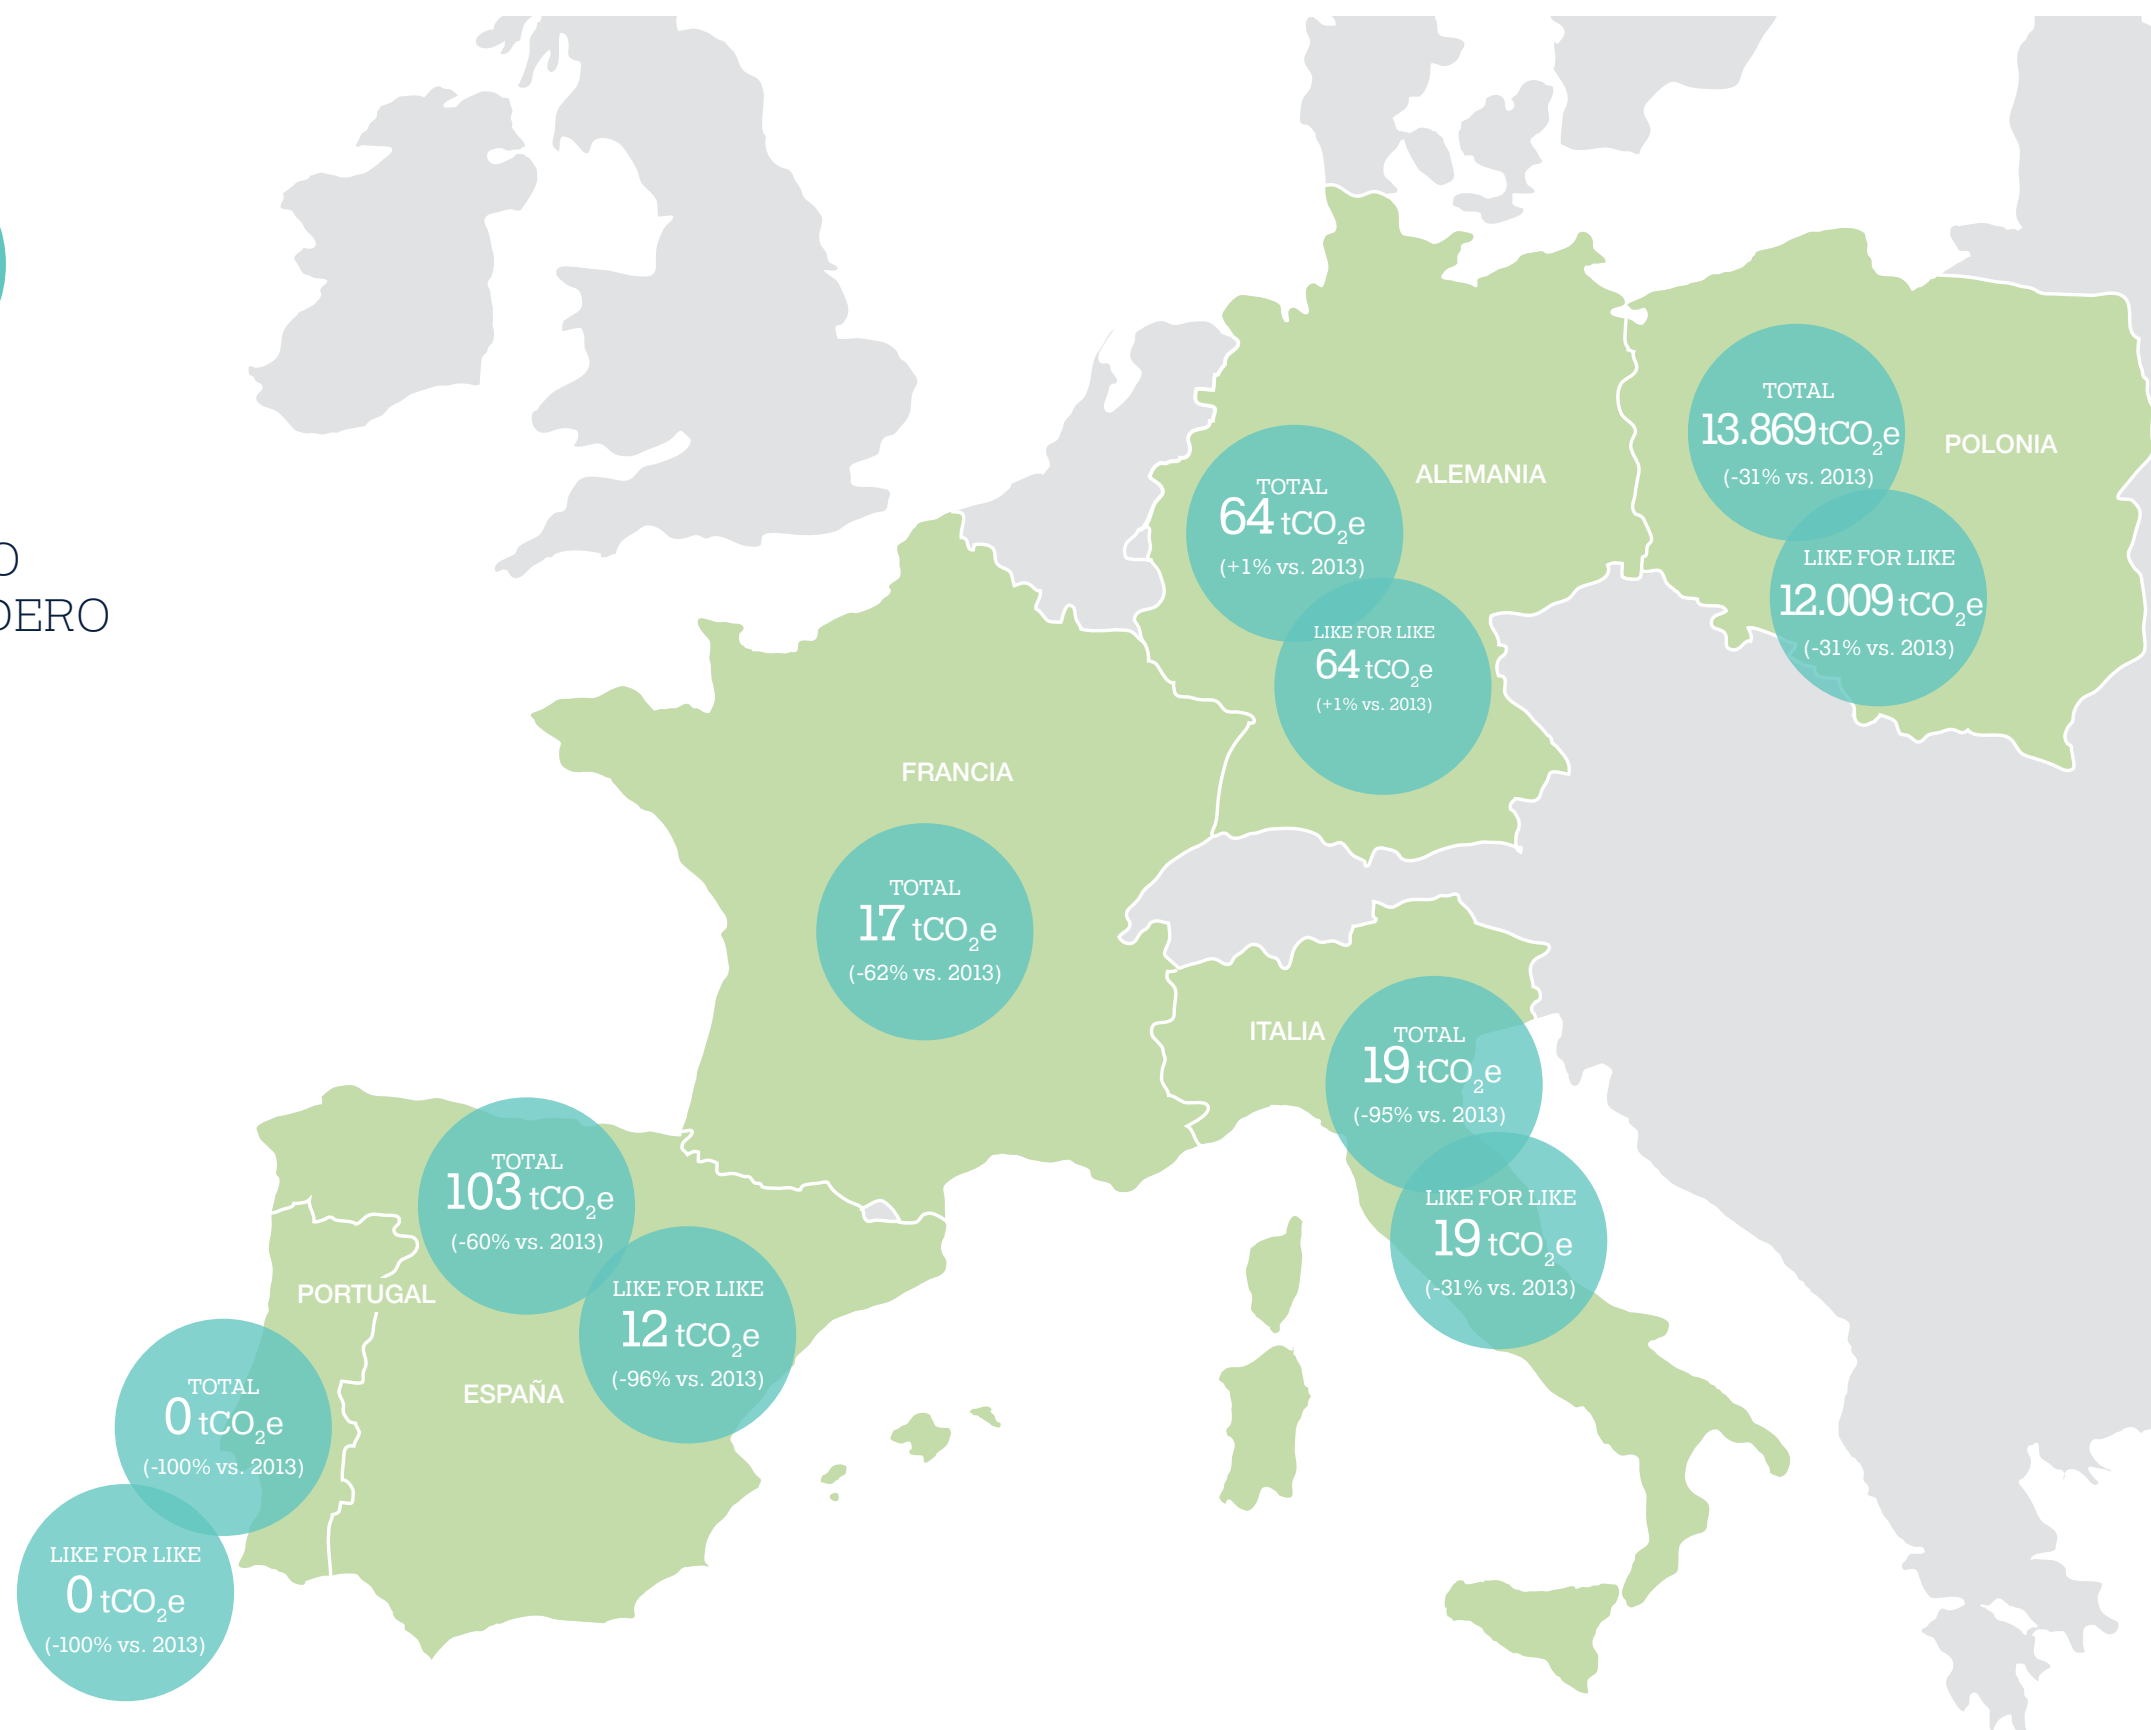 TOTAL
13.869 tCO2e
(-31% vs. 2013)
POLONIA
LIKE FOR LIKE
12.009 tCO2e
(-31% vs. 2013)
ALEMANIA
TOTAL
64 tCO2e
(+1% vs. 2013)
LIKE FOR LIKE
64 tCO2e
(+1% vs. 2013)
O
DERO
FRANCIA
TOTAL
17 tCO2e
(-62% vs. 2013)
ITALIA
TOTAL
19 tCO2e
(-95% vs. 2013)
LIKE FOR LIKE
19 tCO2e
(-31% vs. 2013)
TOTAL
103 tCO2e
(-60% vs. 2013)
LIKE FOR LIKE
12 tCO2e
(-96% vs. 2013)
ESPAÑA
PORTUGAL
TOTAL
0 tCO2e
(-100% vs. 2013)
LIKE FOR LIKE
0 tCO2e
(-100% vs. 2013)